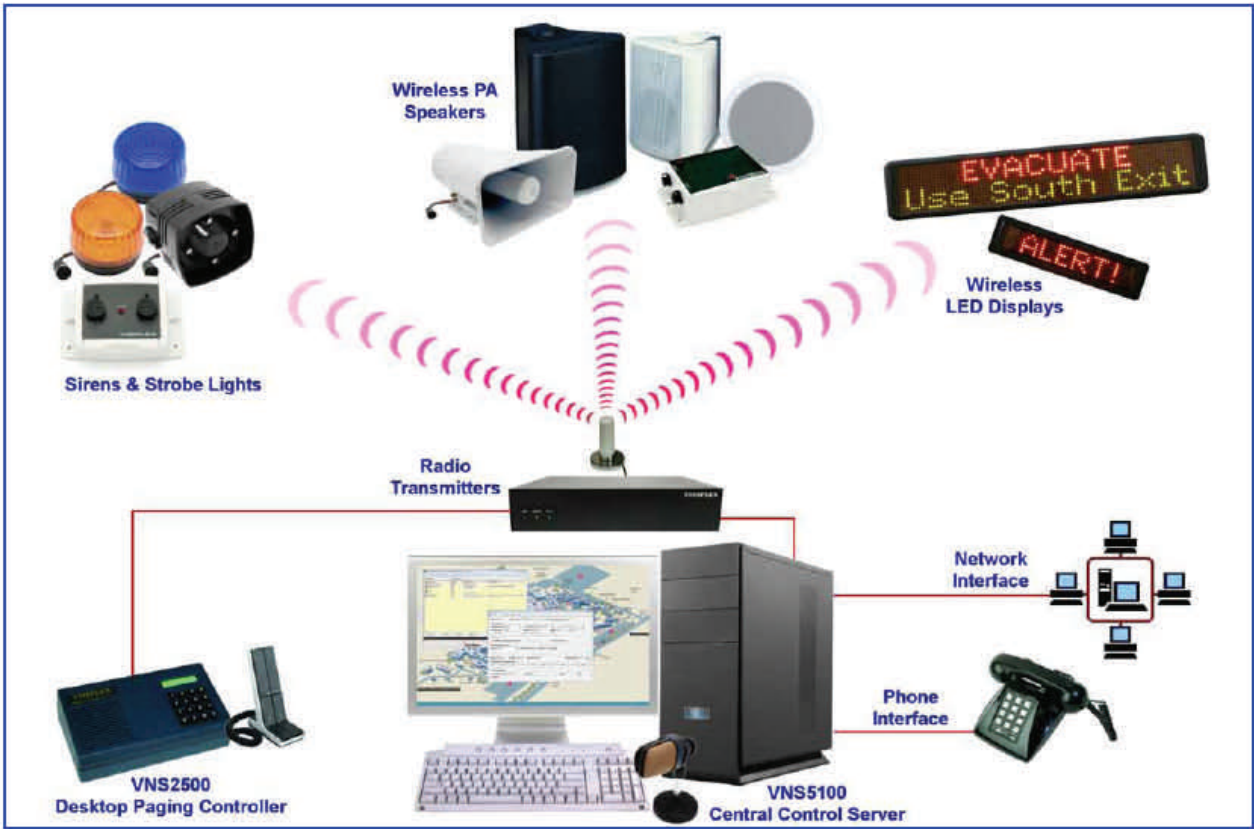 Wireless PA
Speakers
EVACUATE
Use South Exit
ALERT!
Wireless
LED Displays
Sirens & Strobe Lights
Radio
Transmitters
Network
Interface
Phone
Interface
VNS2500
Desktop Paging Controller
VNS5100
Central Control Server